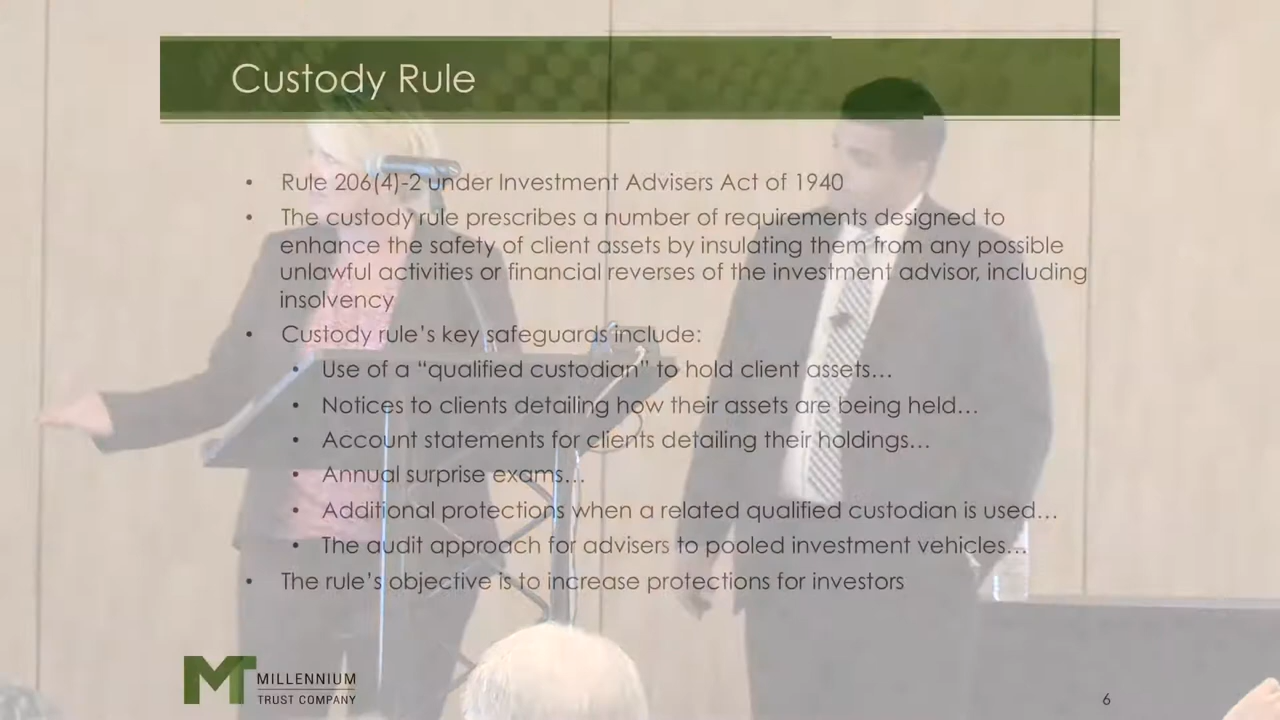 Custody Rule
• Rule 206(4)-2 under Investment Advisers Act of 1940
• The custody rule prescribes a number of requirements designed to
enhance the safety of client assets by insulating them from any possible
unlawful activities or financial reverses of the investment advisor, including
insolvency
• Custody rule’s key safeguards include:
• Use of a “qualified custodian” to hold client assets…
• Notices to clients detailing how their assets are being held…
• Account statements for clients detailing their holdings…
• Annual surprise exams…
• Additional protections when a related qualified custodian is used…
• The audit approach for advisers to pooled investment vehicles…
• The rule’s objective is to increase protections for investors
MT MILLENNIUM
TRUST COMPANY
6